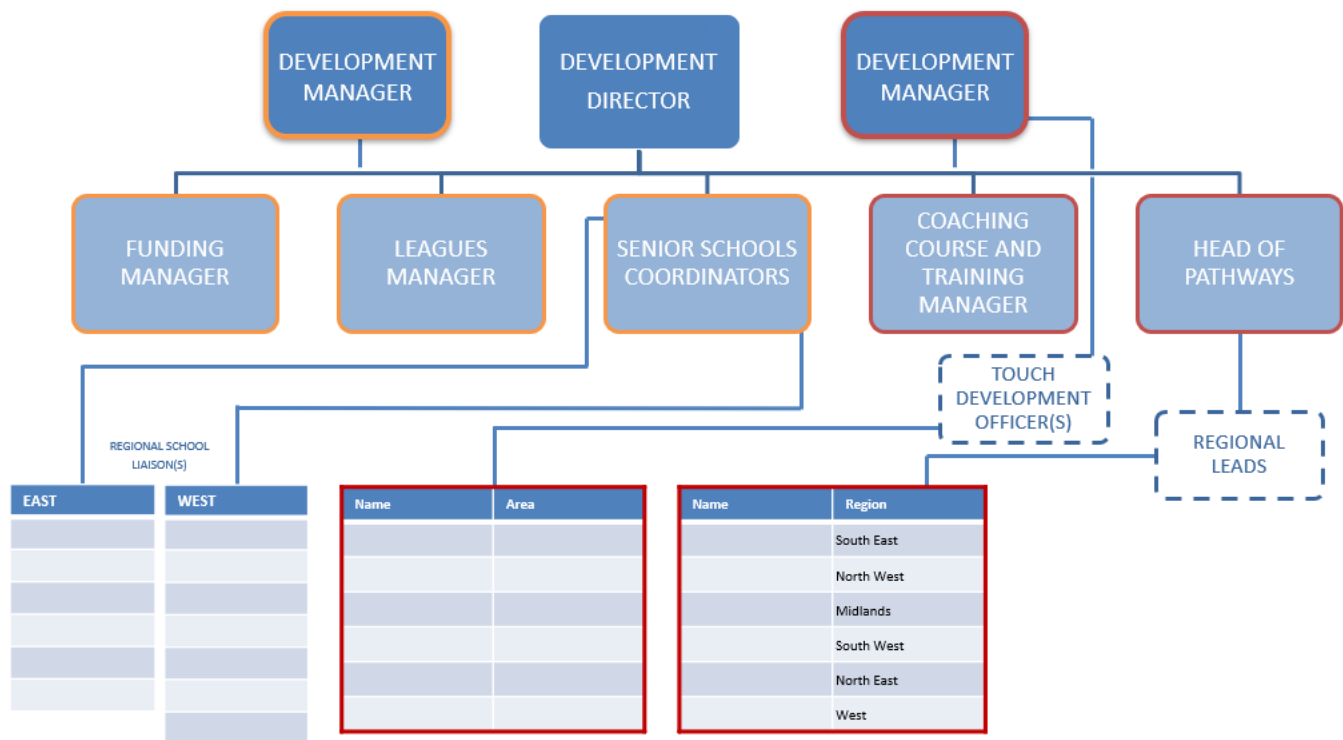 DEVELOPMENT
MANAGER
DEVELOPMENT
DIRECTOR
DEVELOPMENT
MANAGER
FUNDING
MANAGER
LEAGUES
MANAGER
SENIOR SCHOOLS
COORDINATORS
COACHING
COURSE AND
TRAINING
MANAGER
HEAD OF
PATHWAYS
TOUCH
DEVELOPMENT
OFFICER(S)
REGIONAL
LEADS
REGIONAL SCHOOL
LIAISON(S)
EAST
WEST
Name Area
Name Region
South East
North West
Midlands
South West
North East
West